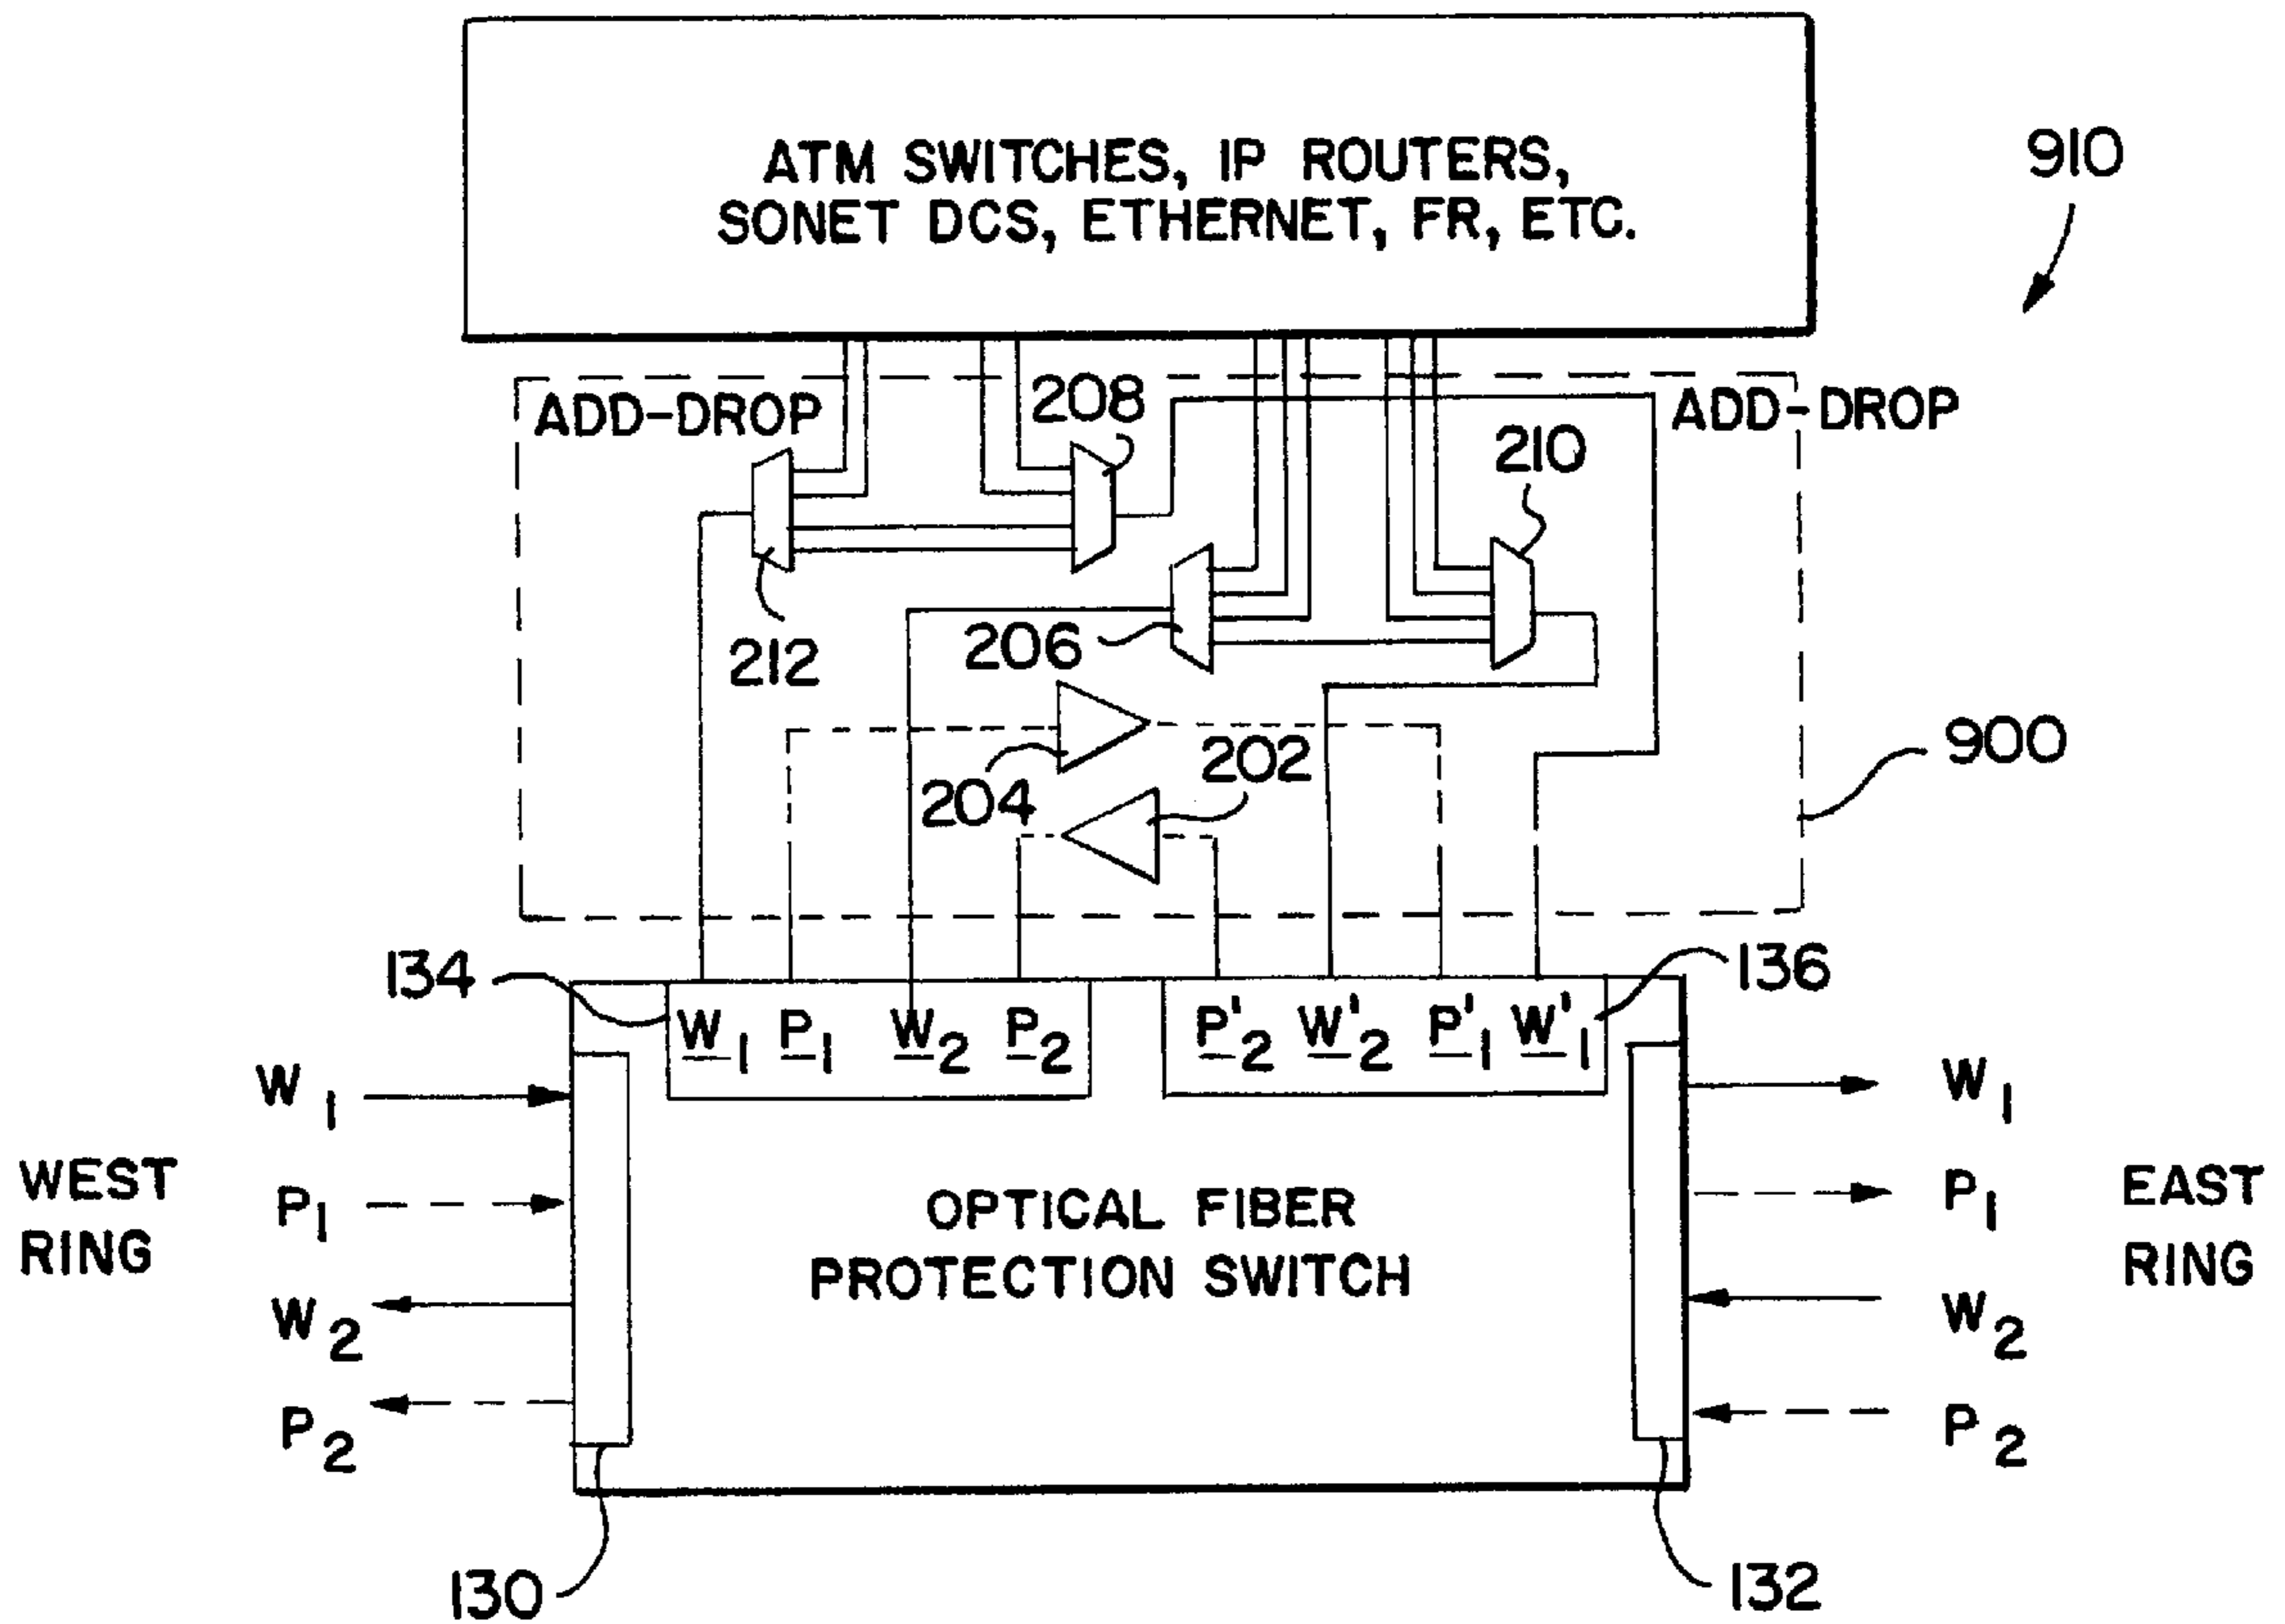 ATM SWITCHES, IP ROUTERS,
SONET DCS, ETHERNET, FR, ETC.
910
ADD-DROP
208
ADD-DROP
210
212
206
204
202
900
134
136
W1 P1 W2 P2
P'2 W'2 P'1 W'1
WEST
RING
W1
P1
W2
P2
OPTICAL FIBER
PROTECTION SWITCH
W1
P1
W2
P2
EAST
RING
130
132